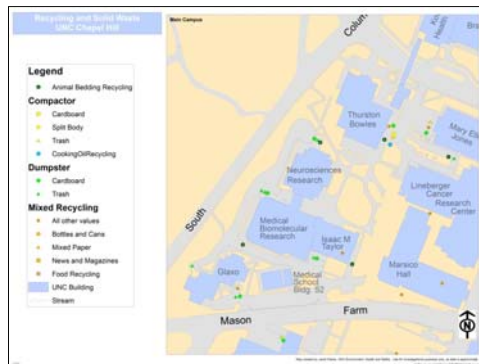 Recycling and Solid Waste
UNC Chapel Hill
Main Campus
Legend
Animal Bedding Recycling
Compactor
Cardboard
Split Body
Trash
CookingOilRecycling
Dumpster
Cardboard
Trash
Mixed Recycling
All other values
Bottles and Cans
Mixed Paper
News and Magazines
Food Recycling
UNC Building
Stream
Colum
Health
Thurston
Bowles
Mary Ell
Jones
Neurosciences
Research
Lineberger
Cancer
Research
Center
South
Medical
Biomolecular
Research
Isaac M
Taylor
Marsico
Hall
Glaxo
Medical
School
Bldg. 52
Mason
Farm
N